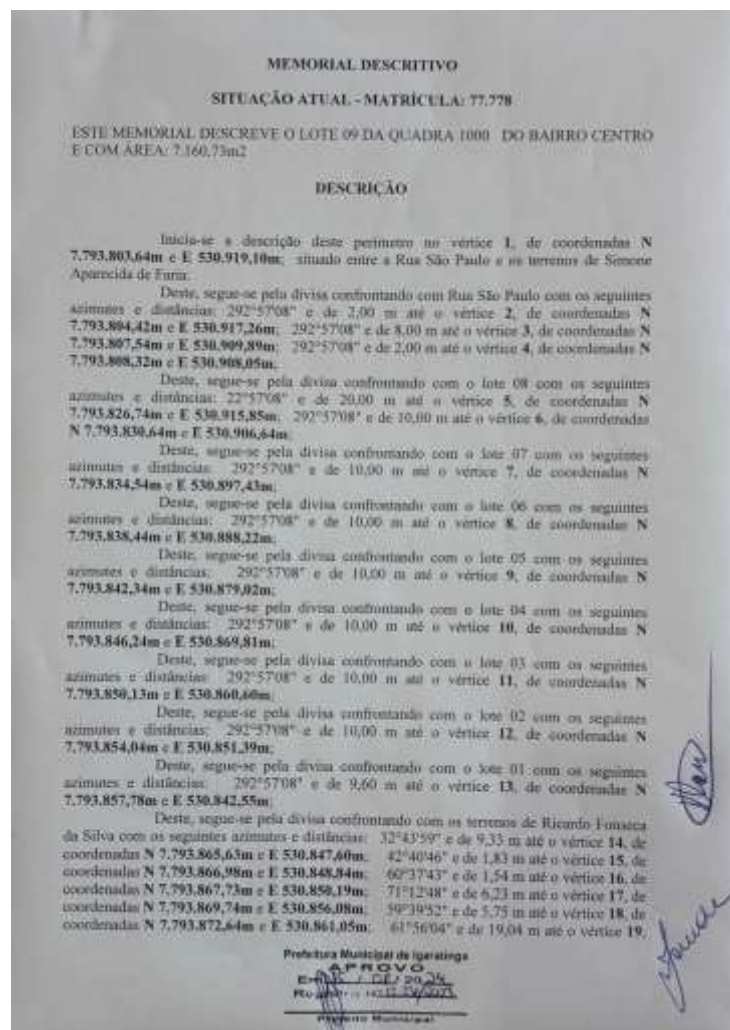 MEMORIAL DESCRITIVO
SITUAÇÃO ATUAL - MATRÍCULA: 77.778
ESTE MEMORIAL DESCREVE O LOTE 09 DA QUADRA 1000 DO BAIRRO CENTRO
E COM ÁREA: 7.160,73m2
DESCRIÇÃO
Inicia-se a descrição deste perímetro no vértice 1, de coordenadas N
7.793.803,64m e E 530.919,10m; situado entre a Rua São Paulo e os terrenos de Simone
Aparecida de Faria.
Deste, segue-se pela divisa confrontando com Rua São Paulo com os seguintes
azimutes e distâncias: 292°57'08" e de 2,00 m até o vértice 2, de coordenadas N
7.793.804,42m e E 530.917,26m; 292°57'08" e de 8,00 m até o vértice 3, de coordenadas N
7.793.807,54m e E 530.909,89m; 292°57'08" e de 2,00 m até o vértice 4, de coordenadas N
7.793.808,32m e E 530.908,05m;
Deste, segue-se pela divisa confrontando com o lote 08 com os seguintes
azimutes e distâncias: 22°57'08" e de 20,00 m até o vértice 5, de coordenadas N
7.793.826,74m e E 530.915,85m; 292°57'08" e de 10,00 m até o vértice 6, de coordenadas
N 7.793.830,64m e E 530.906,64m;
Deste, segue-se pela divisa confrontando com o lote 07 com os seguintes
azimutes e distâncias: 292°57'08" e de 10,00 m até o vértice 7, de coordenadas N
7.793.834,54m e E 530.897,43m;
Deste, segue-se pela divisa confrontando com o lote 06 com os seguintes
azimutes e distâncias: 292°57'08" e de 10,00 m até o vértice 8, de coordenadas N
7.793.838,44m e E 530.888,22m;
Deste, segue-se pela divisa confrontando com o lote 05 com os seguintes
azimutes e distâncias: 292°57'08" e de 10,00 m até o vértice 9, de coordenadas N
7.793.842,34m e E 530.879,02m;
Deste, segue-se pela divisa confrontando com o lote 04 com os seguintes
azimutes e distâncias: 292°57'08" e de 10,00 m até o vértice 10, de coordenadas N
7.793.846,24m e E 530.869,81m;
Deste, segue-se pela divisa confrontando com o lote 03 com os seguintes
azimutes e distâncias: 292°57'08" e de 10,00 m até o vértice 11, de coordenadas N
7.793.850,13m e E 530.860,60m;
Deste, segue-se pela divisa confrontando com o lote 02 com os seguintes
azimutes e distâncias: 292°57'08" e de 10,00 m até o vértice 12, de coordenadas N
7.793.854,04m e E 530.851,39m;
Deste, segue-se pela divisa confrontando com o lote 01 com os seguintes
azimutes e distâncias: 292°57'08" e de 9,60 m até o vértice 13, de coordenadas N
7.793.857,78m e E 530.842,55m;
Deste, segue-se pela divisa confrontando com os terrenos de Ricardo Fonseca
da Silva com os seguintes azimutes e distâncias: 32°43'59" e de 9,33 m até o vértice 14, de
coordenadas N 7.793.865,63m e E 530.847,60m; 42°40'46" e de 1,83 m até o vértice 15, de
coordenadas N 7.793.866,98m e E 530.848,84m; 60°37'43" e de 1,54 m até o vértice 16, de
coordenadas N 7.793.867,73m e E 530.850,19m; 71°12'48" e de 6,23 m até o vértice 17, de
coordenadas N 7.793.869,74m e E 530.856,08m; 59°39'52" e de 5,75 m até o vértice 18, de
coordenadas N 7.793.872,64m e E 530.861,05m; 61°56'04" e de 19,04 m até o vértice 19,
Prefeitura Municipal de Igaratinga
APROVO
Prefeito Municipal